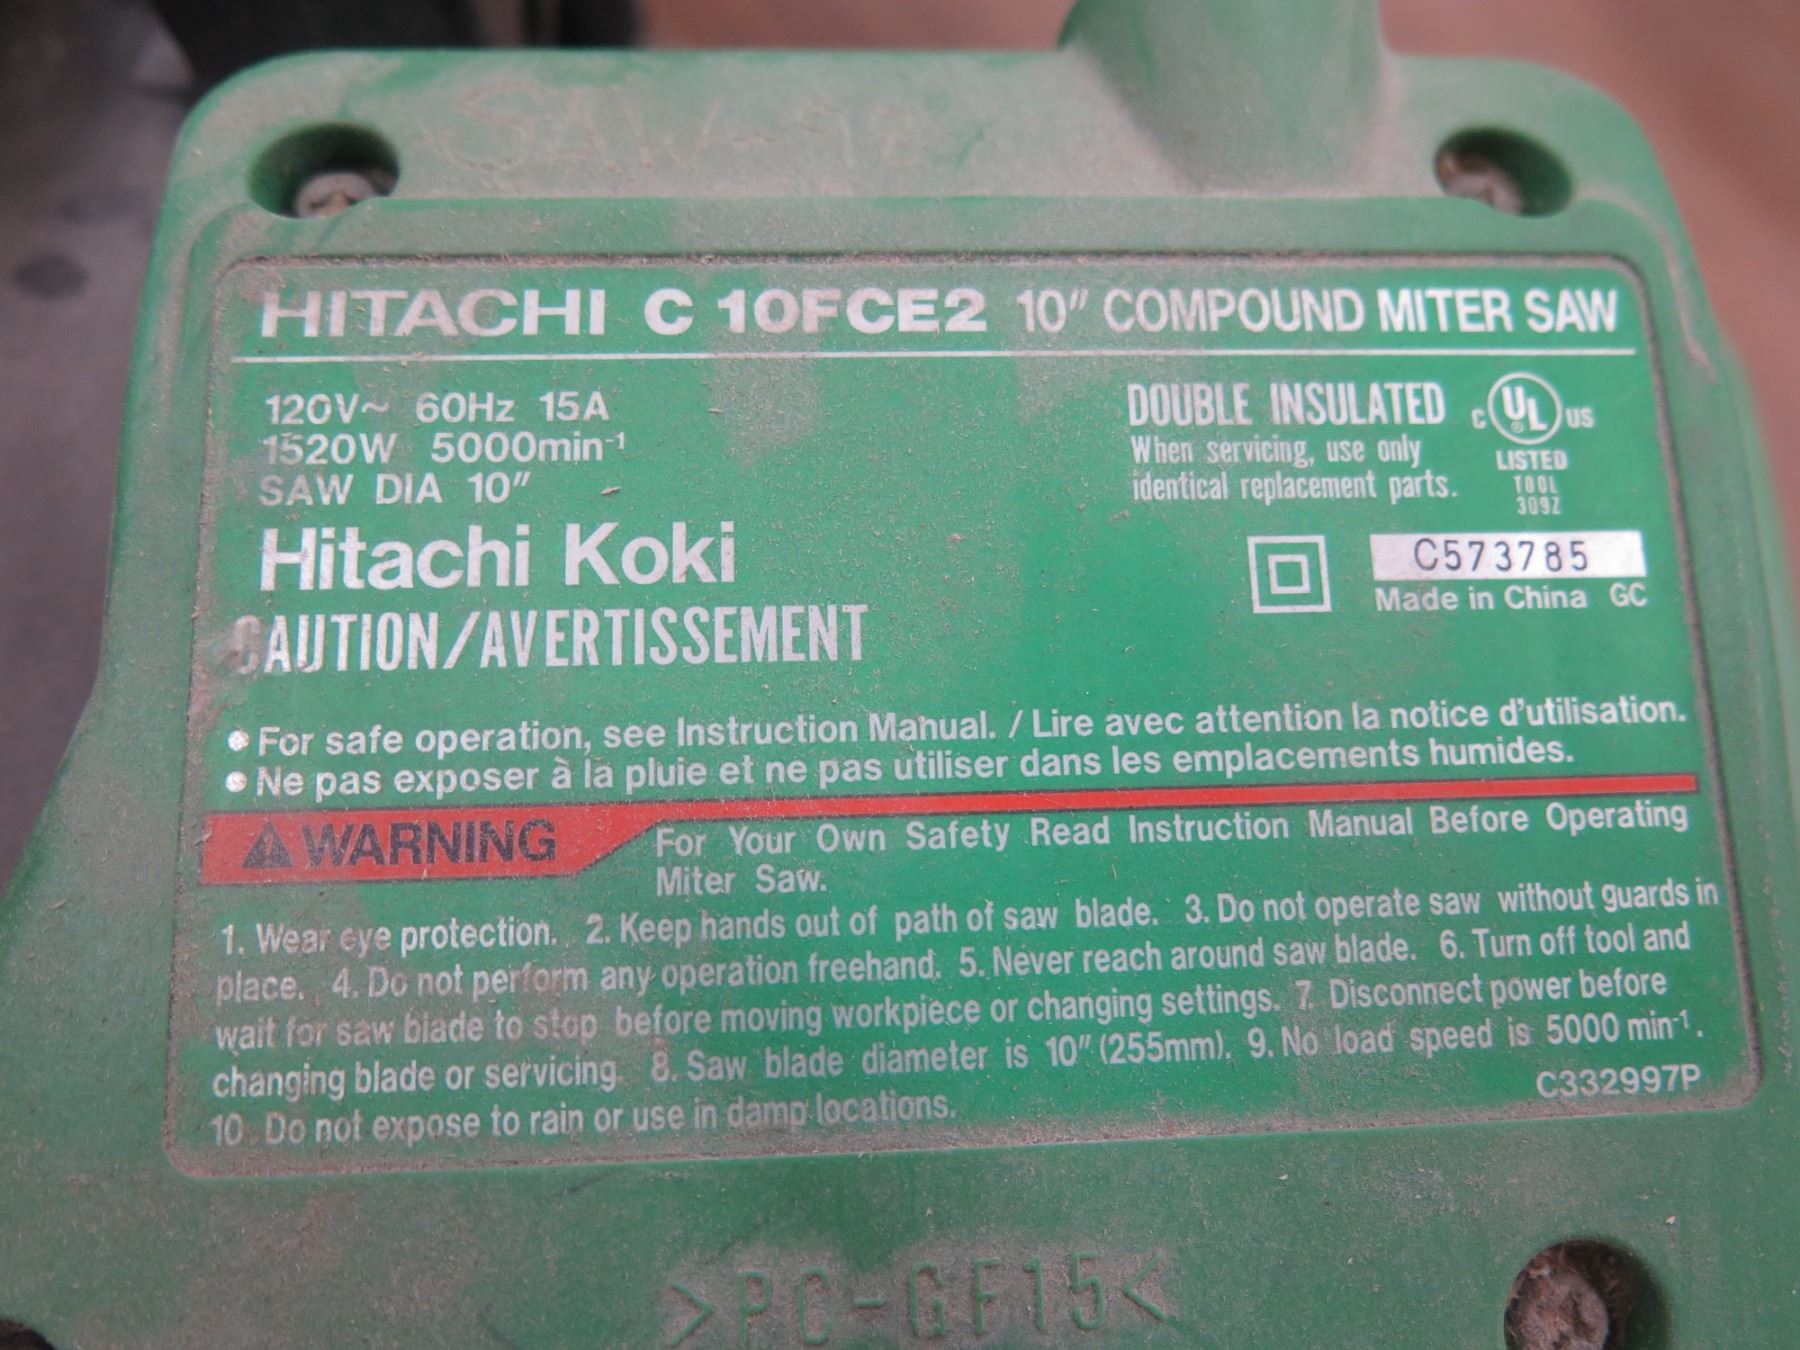 HITACHI C 10FCE2 10" COMPOUND MITER SAW
120V~ 60Hz 15A
1520W 5000min-1
SAW DIA 10"
DOUBLE INSULATED
When servicing, use only
identical replacement parts.
C UL ® US
LISTED
TOOL
309Z
Hitachi Koki
C573785
Made in China GC
CAUTION/AVERTISSEMENT
• For safe operation, see Instruction Manual. / Lire avec attention la notice d'utilisation.
• Ne pas exposer à la pluie et ne pas utiliser dans les emplacements humides.
WARNING
For Your Own Safety Read Instruction Manual Before Operating
Miter Saw.
1. Wear eye protection. 2. Keep hands out of path of saw blade. 3. Do not operate saw without guards in
place. 4. Do not perform any operation freehand. 5. Never reach around saw blade. 6. Turn off tool and
wait for saw blade to stop before moving workpiece or changing settings. 7. Disconnect power before
changing blade or servicing. 8. Saw blade diameter is 10" (255mm). 9. No load speed is 5000 min-1.
10. Do not expose to rain or use in damp locations.
C332997P
>PC-GF15<